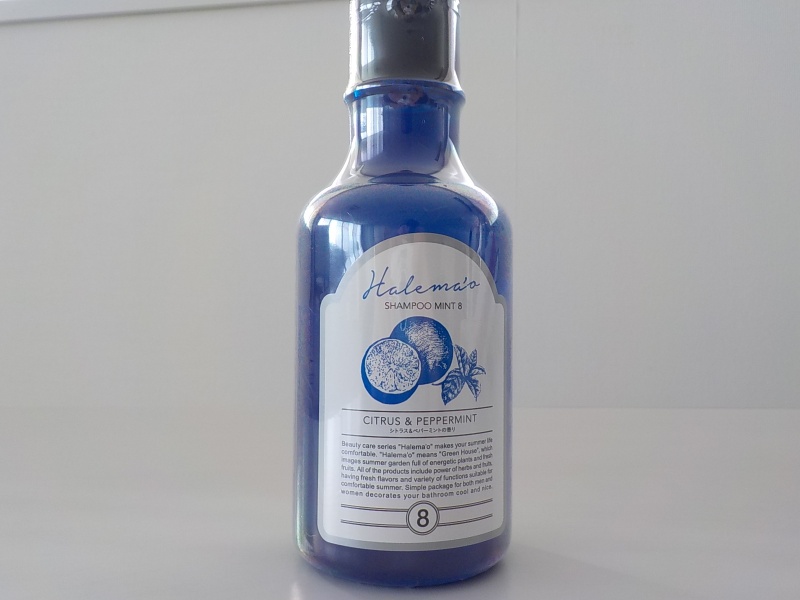 Halema'o
SHAMPOO MINT 8
CITRUS & PEPPERMINT
シトラス&ペパーミントの香り
Beauty care series "Halema'o" makes your summer life
comfortable. "Halema'o" means "Green House", which
images summer garden full of energetic plants and fresh
fruits. All of the products include power of herbs and fruits,
having fresh flavors and variety of functions suitable for
comfortable summer. Simple package for both men and
women decorates your bathroom cool and nice.
8